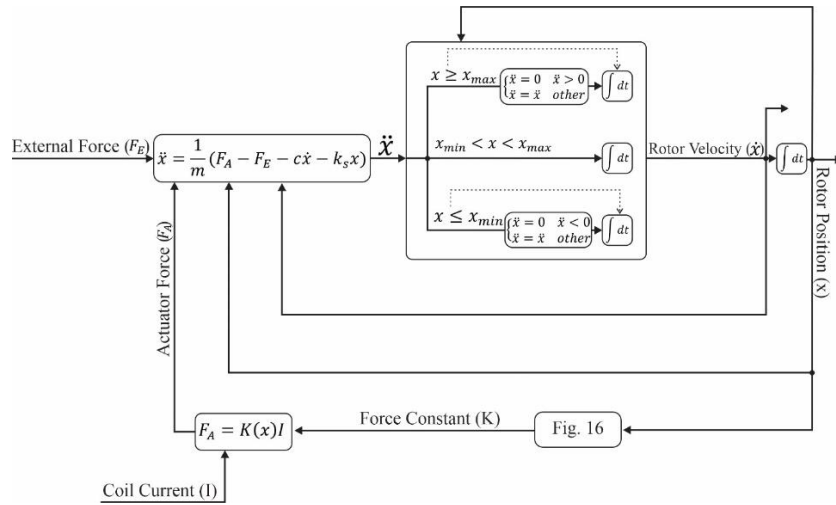 x ≥ x_max
{ẍ = 0 ẍ > 0
ẍ = ẍ other
∫ dt
External Force (F_E)
ẍ = 1/m (F_A − F_E − cẋ − k_s x)
ẍ
x_min < x < x_max
∫ dt
Rotor Velocity (ẋ)
∫ dt
x ≤ x_min
{ẍ = 0 ẍ < 0
ẍ = ẍ other
∫ dt
Rotor Position (x)
Actuator Force (F_A)
F_A = K(x)I
Force Constant (K)
Fig. 16
Coil Current (I)